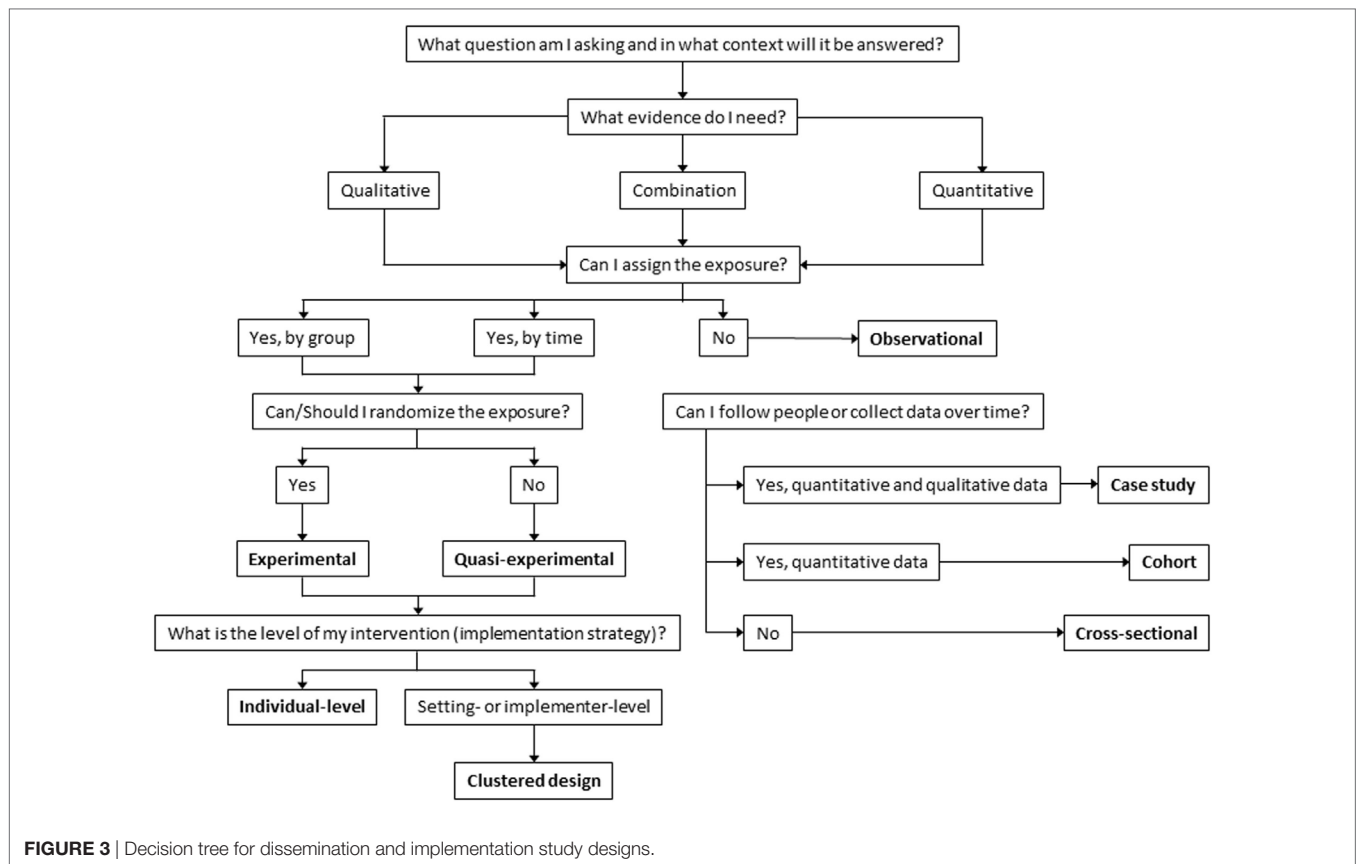 What question am I asking and in what context will it be answered?
What evidence do I need?
Qualitative
Combination
Quantitative
Can I assign the exposure?
Yes, by group
Yes, by time
No
Observational
Can/Should I randomize the exposure?
Yes
No
Experimental
Quasi-experimental
What is the level of my intervention (implementation strategy)?
Individual-level
Setting- or implementer-level
Clustered design
Can I follow people or collect data over time?
Yes, quantitative and qualitative data
Case study
Yes, quantitative data
Cohort
No
Cross-sectional
FIGURE 3 | Decision tree for dissemination and implementation study designs.